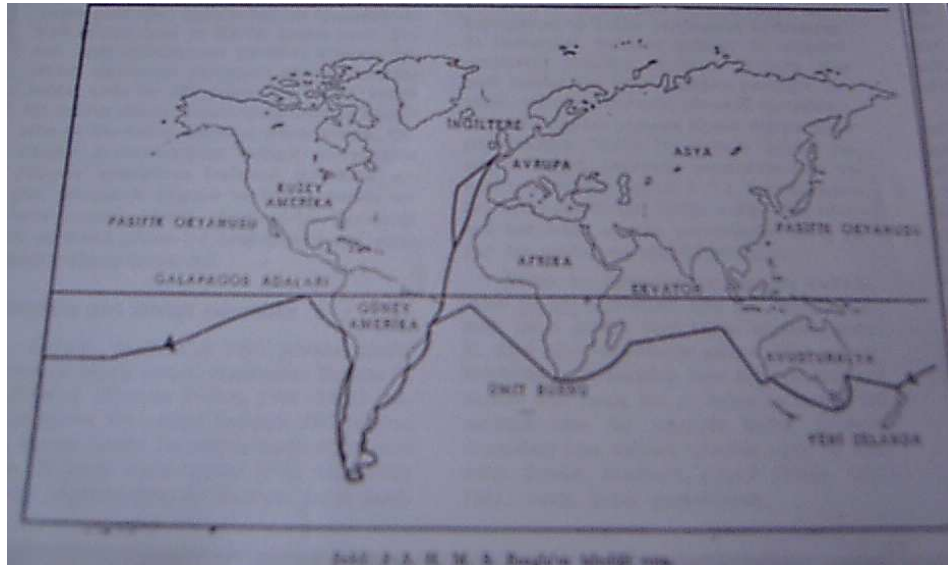 İNGİLTERE
AVRUPA
ASYA
KUZEY
AMERİKA
PASİFİK OKYANUSU
PASİFİK OKYANUSU
AFRİKA
GALAPAGOS ADALARI
EKVATOR
GÜNEY
AMERİKA
AVUSTURALYA
ÜMİT BURNU
YENİ ZELANDA